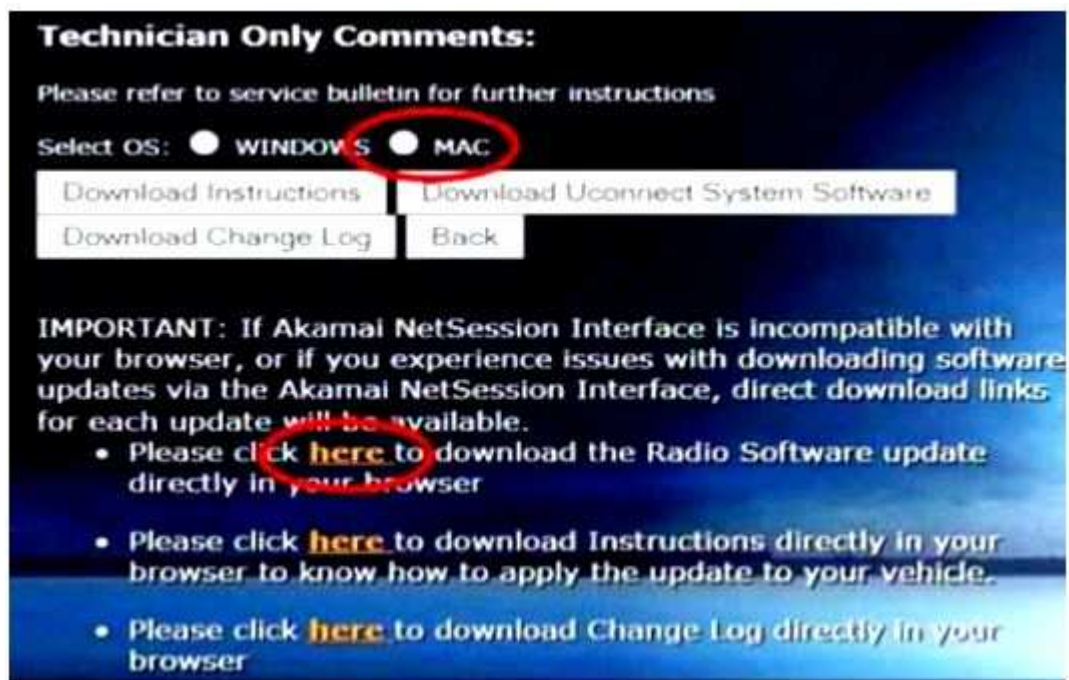 Technician Only Comments:
Please refer to service bulletin for further instructions
Select OS: WINDOWS MAC
Download Instructions Download Uconnect System Software
Download Change Log Back
IMPORTANT: If Akamai NetSession Interface is incompatible with
your browser, or if you experience issues with downloading software
updates via the Akamai NetSession Interface, direct download links
for each update will be available.
• Please click here to download the Radio Software update
directly in your browser
• Please click here to download Instructions directly in your
browser to know how to apply the update to your vehicle.
• Please click here to download Change Log directly in your
browser